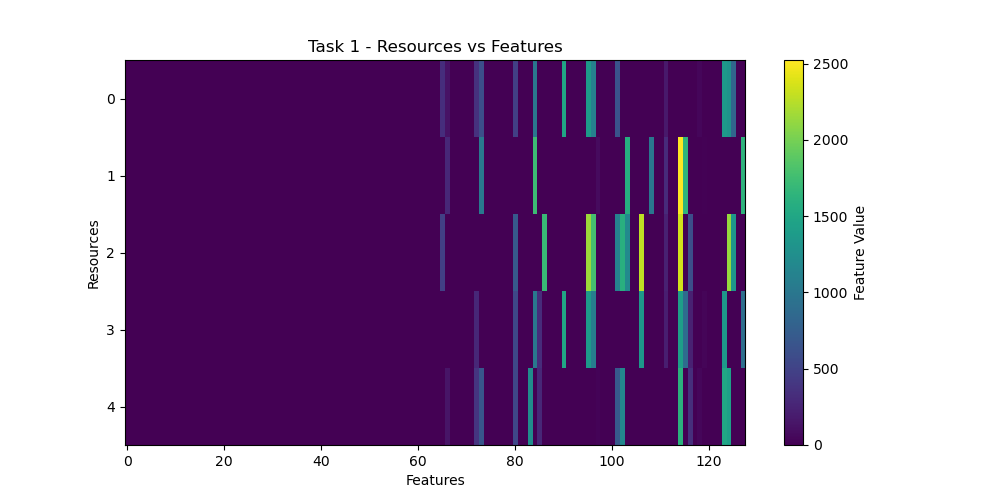 Task 1 - Resources vs Features
Resources
0
1
2
3
4
0 20 40 60 80 100 120
Features
2500
2000
1500
1000
500
0
Feature Value